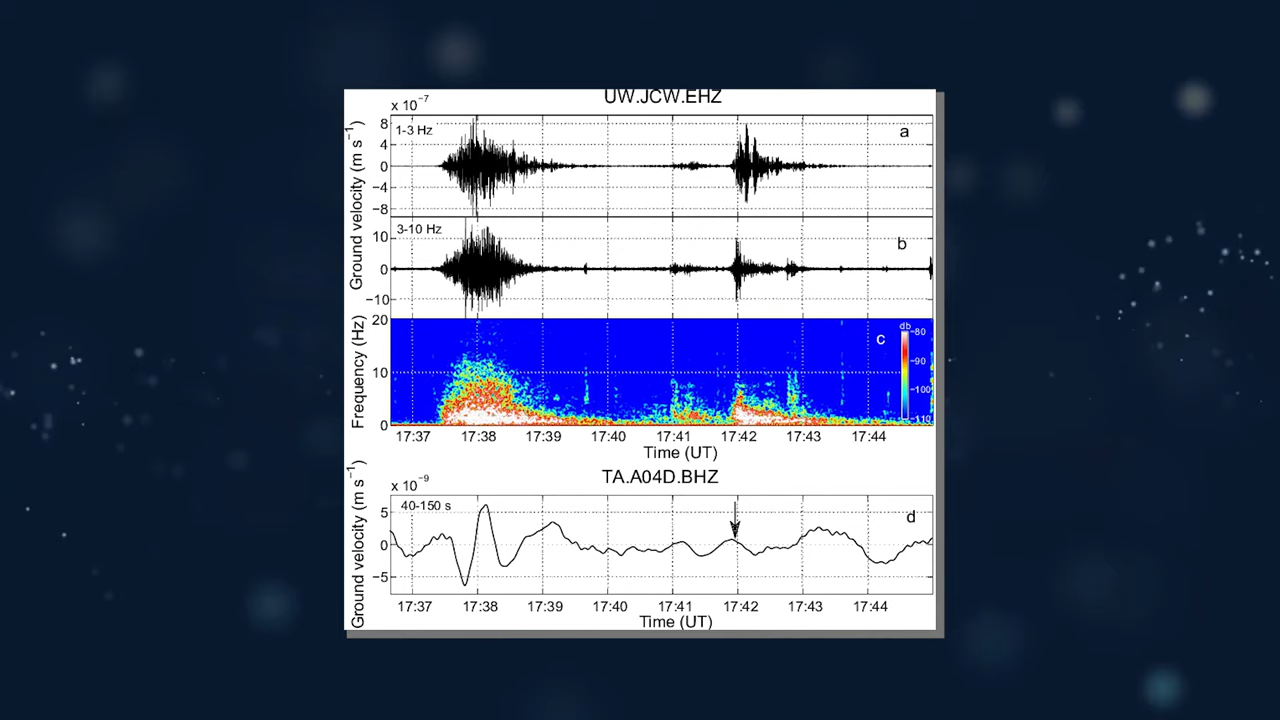 UW.JCW.EHZ
x 10⁻⁷
1-3 Hz
a
8
4
0
−4
−8
Ground velocity (m s⁻¹)
3-10 Hz
b
10
0
−10
20
10
0
Frequency (Hz)
c
db
−80
−90
−100
−110
17:37 17:38 17:39 17:40 17:41 17:42 17:43 17:44
Time (UT)
TA.A04D.BHZ
x 10⁻⁹
40-150 s
d
5
0
−5
Ground velocity (m s⁻¹)
17:37 17:38 17:39 17:40 17:41 17:42 17:43 17:44
Time (UT)